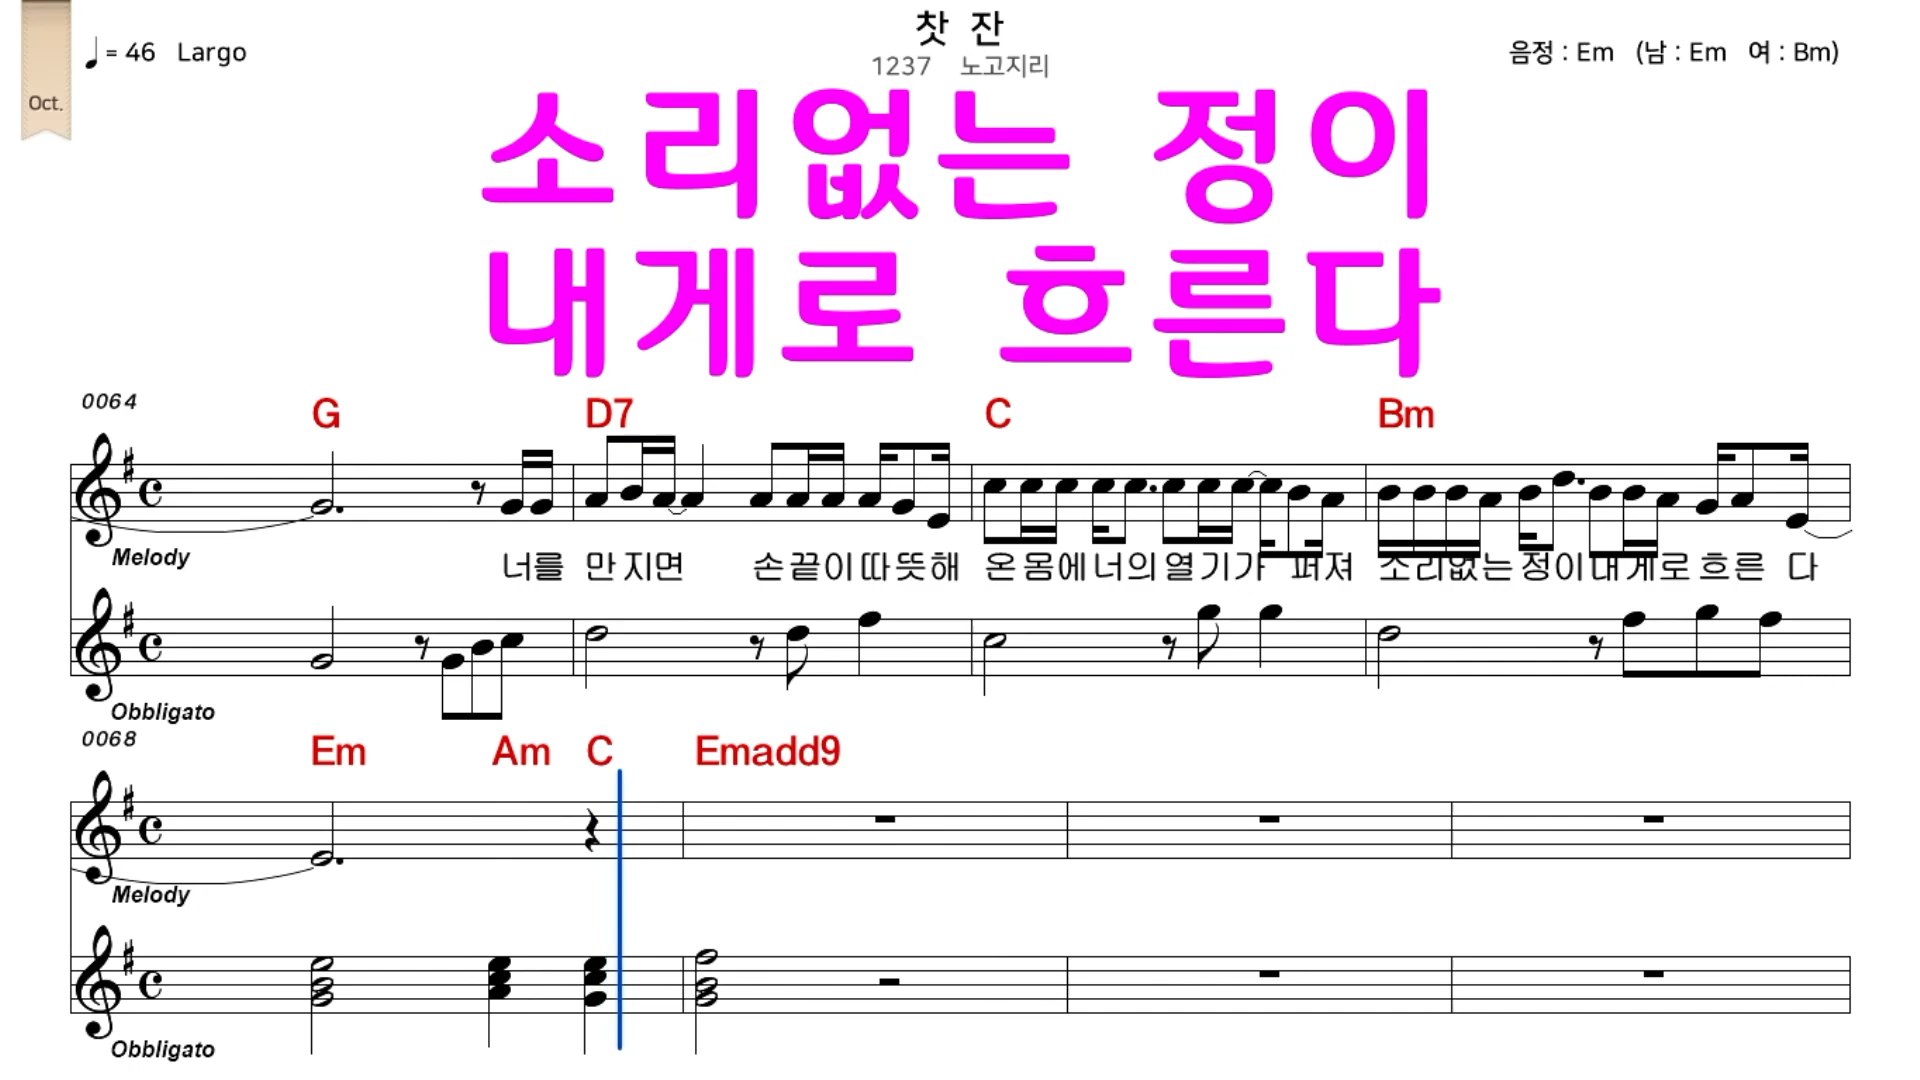 찻 잔
♩ = 46 Largo
1237 노고지리
음정 : Em (남 : Em 여 : Bm)
Oct.
소리없는 정이
내게로 흐른다
0064
G D7 C Bm
Melody
너를 만지면 손끝이따뜻해 온몸에너의열기가 퍼져 소리없는정이내게로흐른 다
Obbligato
0068
Em Am C Emadd9
Melody
Obbligato